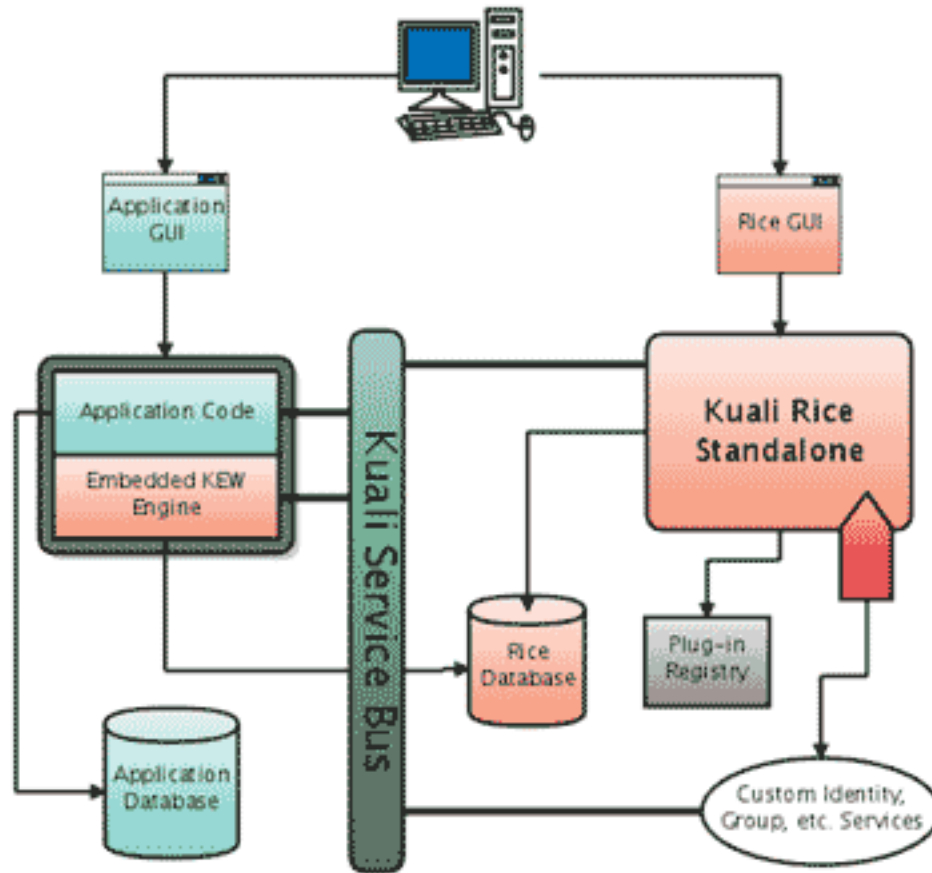 Application
GUI
Rice GUI
Application Code
Embedded KEW
Engine
Kuali Service Bus
Kuali Rice
Standalone
Rice
Database
Plug-in
Registry
Application
Database
Custom Identity,
Group, etc. Services